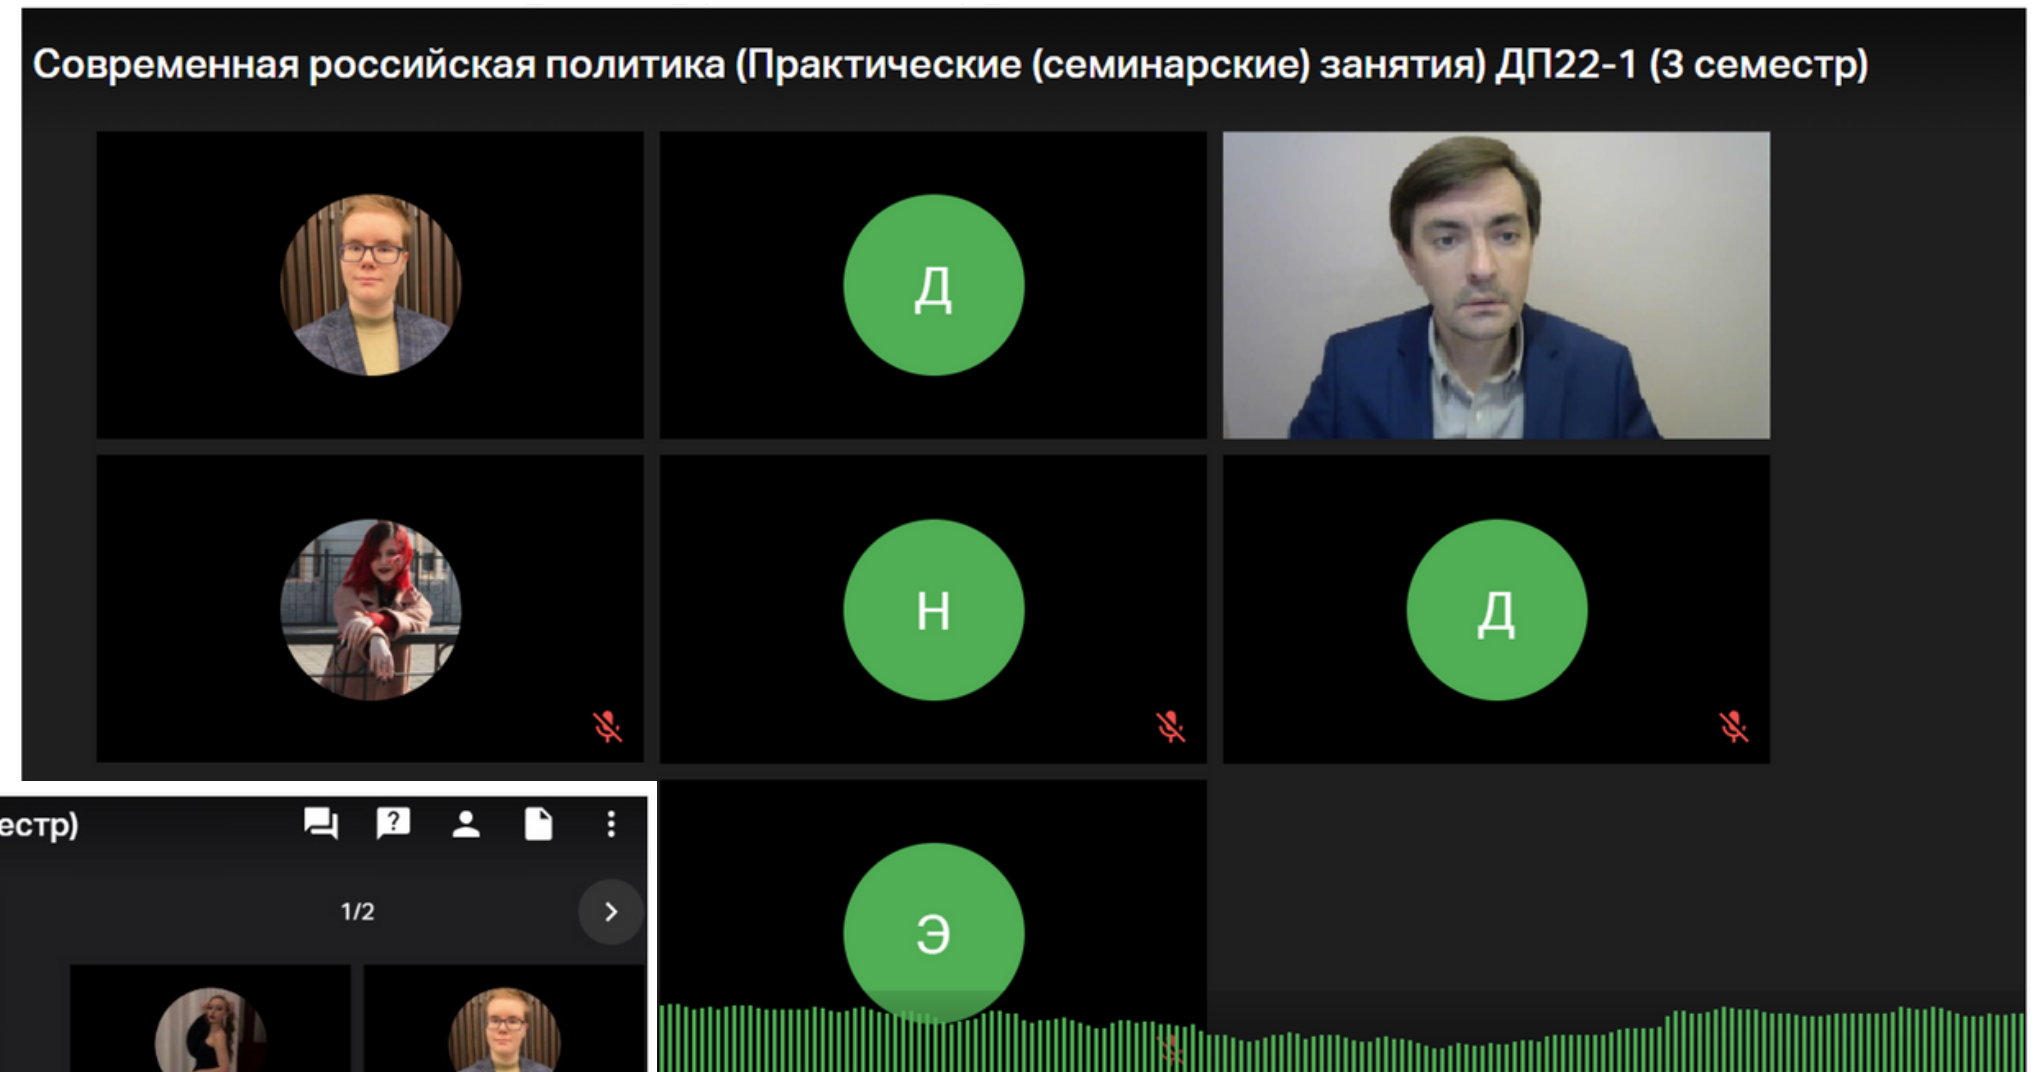 Современная российская политика (Практические (семинарские) занятия) ДП22-1 (3 семестр)
Д
Н
Д
естр)
?
1/2
Э